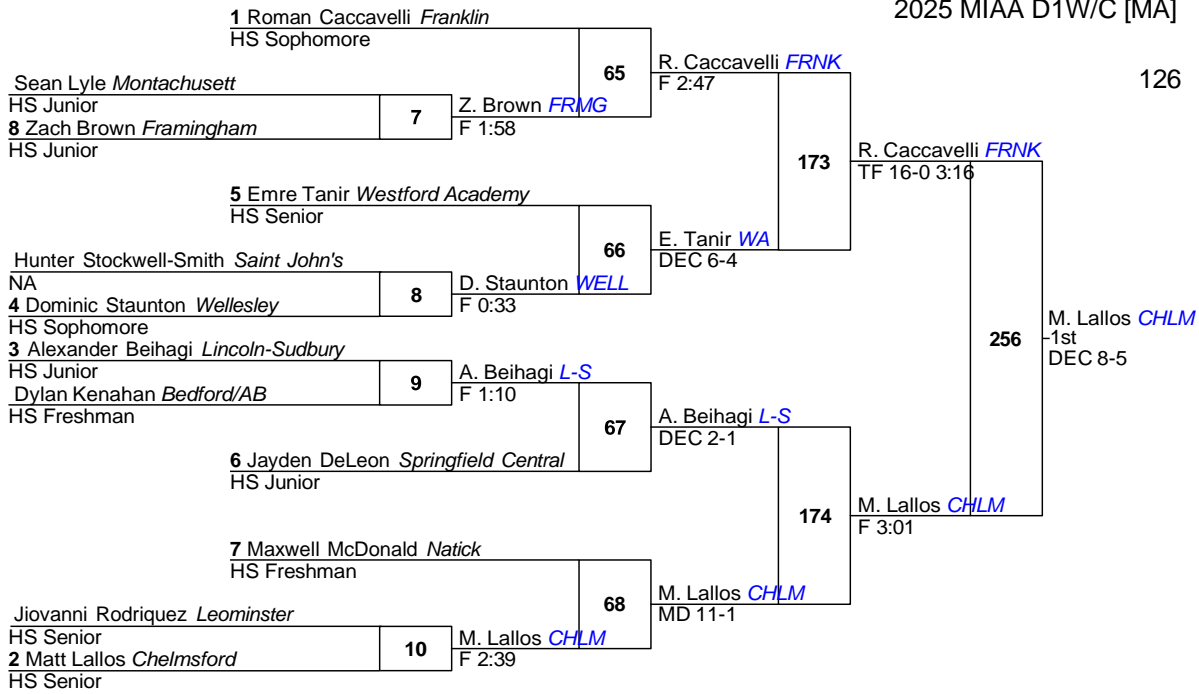 2025 MIAA D1W/C [MA]
126
1 Roman Caccavelli Franklin
HS Sophomore
65
R. Caccavelli FRNK
F 2:47
Sean Lyle Montachusett
HS Junior
7
Z. Brown FRMG
F 1:58
8 Zach Brown Framingham
HS Junior
173
R. Caccavelli FRNK
TF 16-0 3:16
5 Emre Tanir Westford Academy
HS Senior
66
E. Tanir WA
DEC 6-4
Hunter Stockwell-Smith Saint John's
NA
8
D. Staunton WELL
F 0:33
4 Dominic Staunton Wellesley
HS Sophomore
256
M. Lallos CHLM
1st
DEC 8-5
3 Alexander Beihagi Lincoln-Sudbury
HS Junior
9
A. Beihagi L-S
F 1:10
Dylan Kenahan Bedford/AB
HS Freshman
67
A. Beihagi L-S
DEC 2-1
6 Jayden DeLeon Springfield Central
HS Junior
174
M. Lallos CHLM
F 3:01
7 Maxwell McDonald Natick
HS Freshman
68
M. Lallos CHLM
MD 11-1
Jiovanni Rodriquez Leominster
HS Senior
10
M. Lallos CHLM
F 2:39
2 Matt Lallos Chelmsford
HS Senior